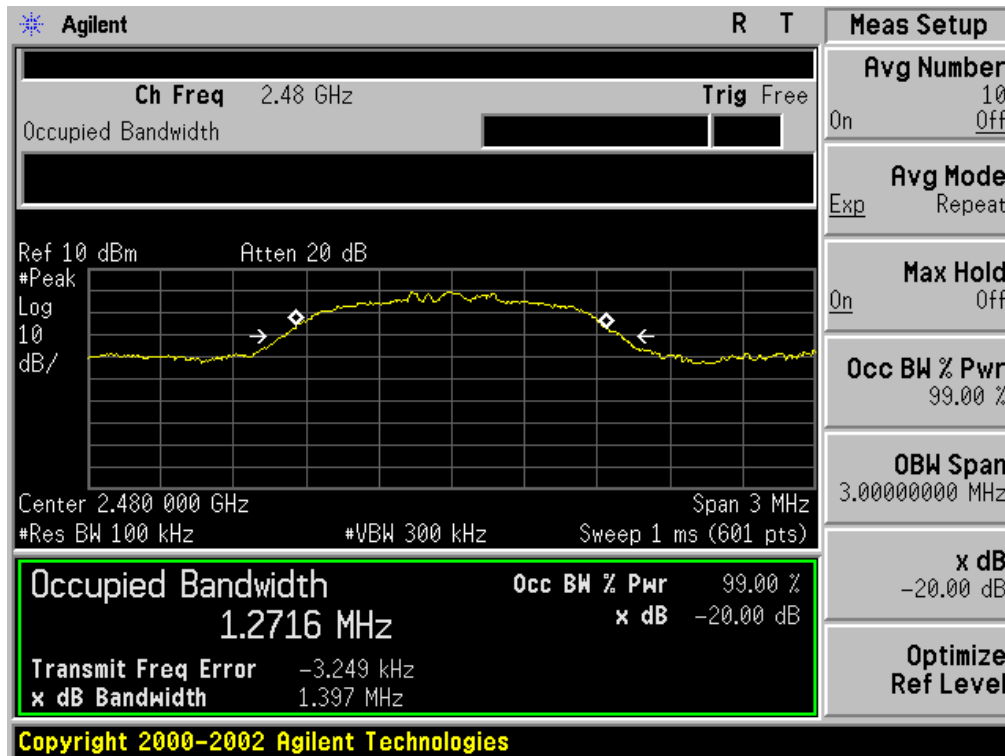 Agilent R T
Meas Setup
Ch Freq 2.48 GHz Trig Free
Occupied Bandwidth
Ref 10 dBm Atten 20 dB
#Peak
Log
10
dB/
Center 2.480 000 GHz Span 3 MHz
#Res BW 100 kHz #VBW 300 kHz Sweep 1 ms (601 pts)
Occupied Bandwidth
1.2716 MHz
Occ BW % Pwr 99.00 %
x dB -20.00 dB
Transmit Freq Error -3.249 kHz
x dB Bandwidth 1.397 MHz
Avg Number
10
On Off
Avg Mode
Exp Repeat
Max Hold
On Off
Occ BW % Pwr
99.00 %
OBW Span
3.00000000 MHz
x dB
-20.00 dB
Optimize
Ref Level
Copyright 2000-2002 Agilent Technologies